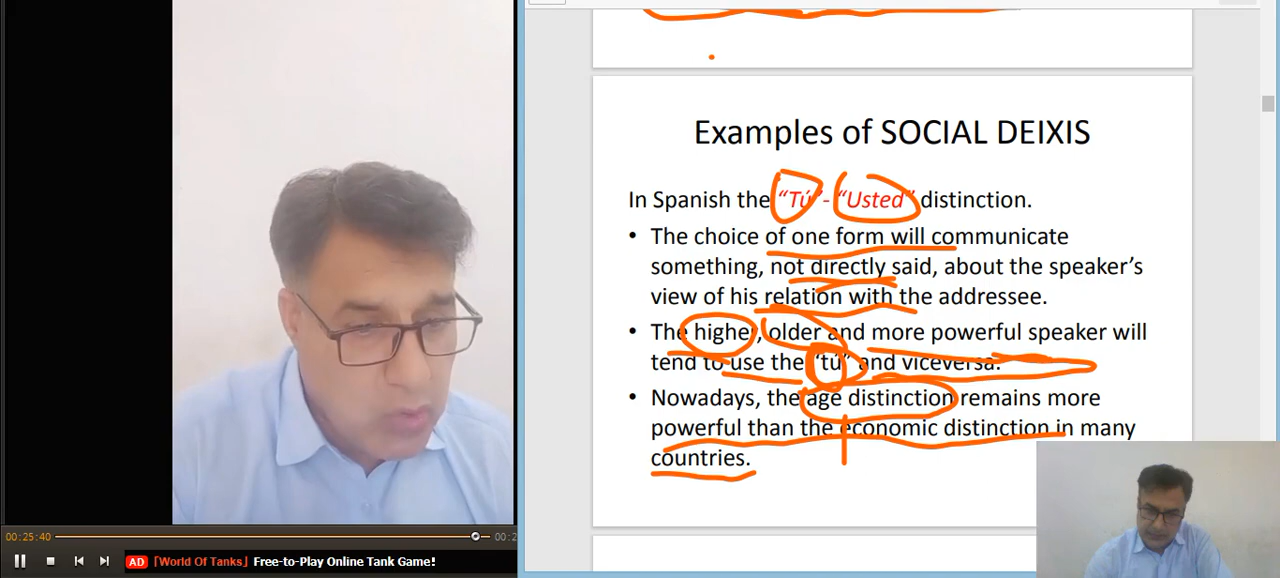 Examples of SOCIAL DEIXIS
In Spanish the "Tú"- "Usted" distinction.
• The choice of one form will communicate
something, not directly said, about the speaker's
view of his relation with the addressee.
• The higher, older and more powerful speaker will
tend to use the "tú" and viceversa.
• Nowadays, the age distinction remains more
powerful than the economic distinction in many
countries.
00:25:40
00:2
AD 「World Of Tanks」 Free-to-Play Online Tank Game!